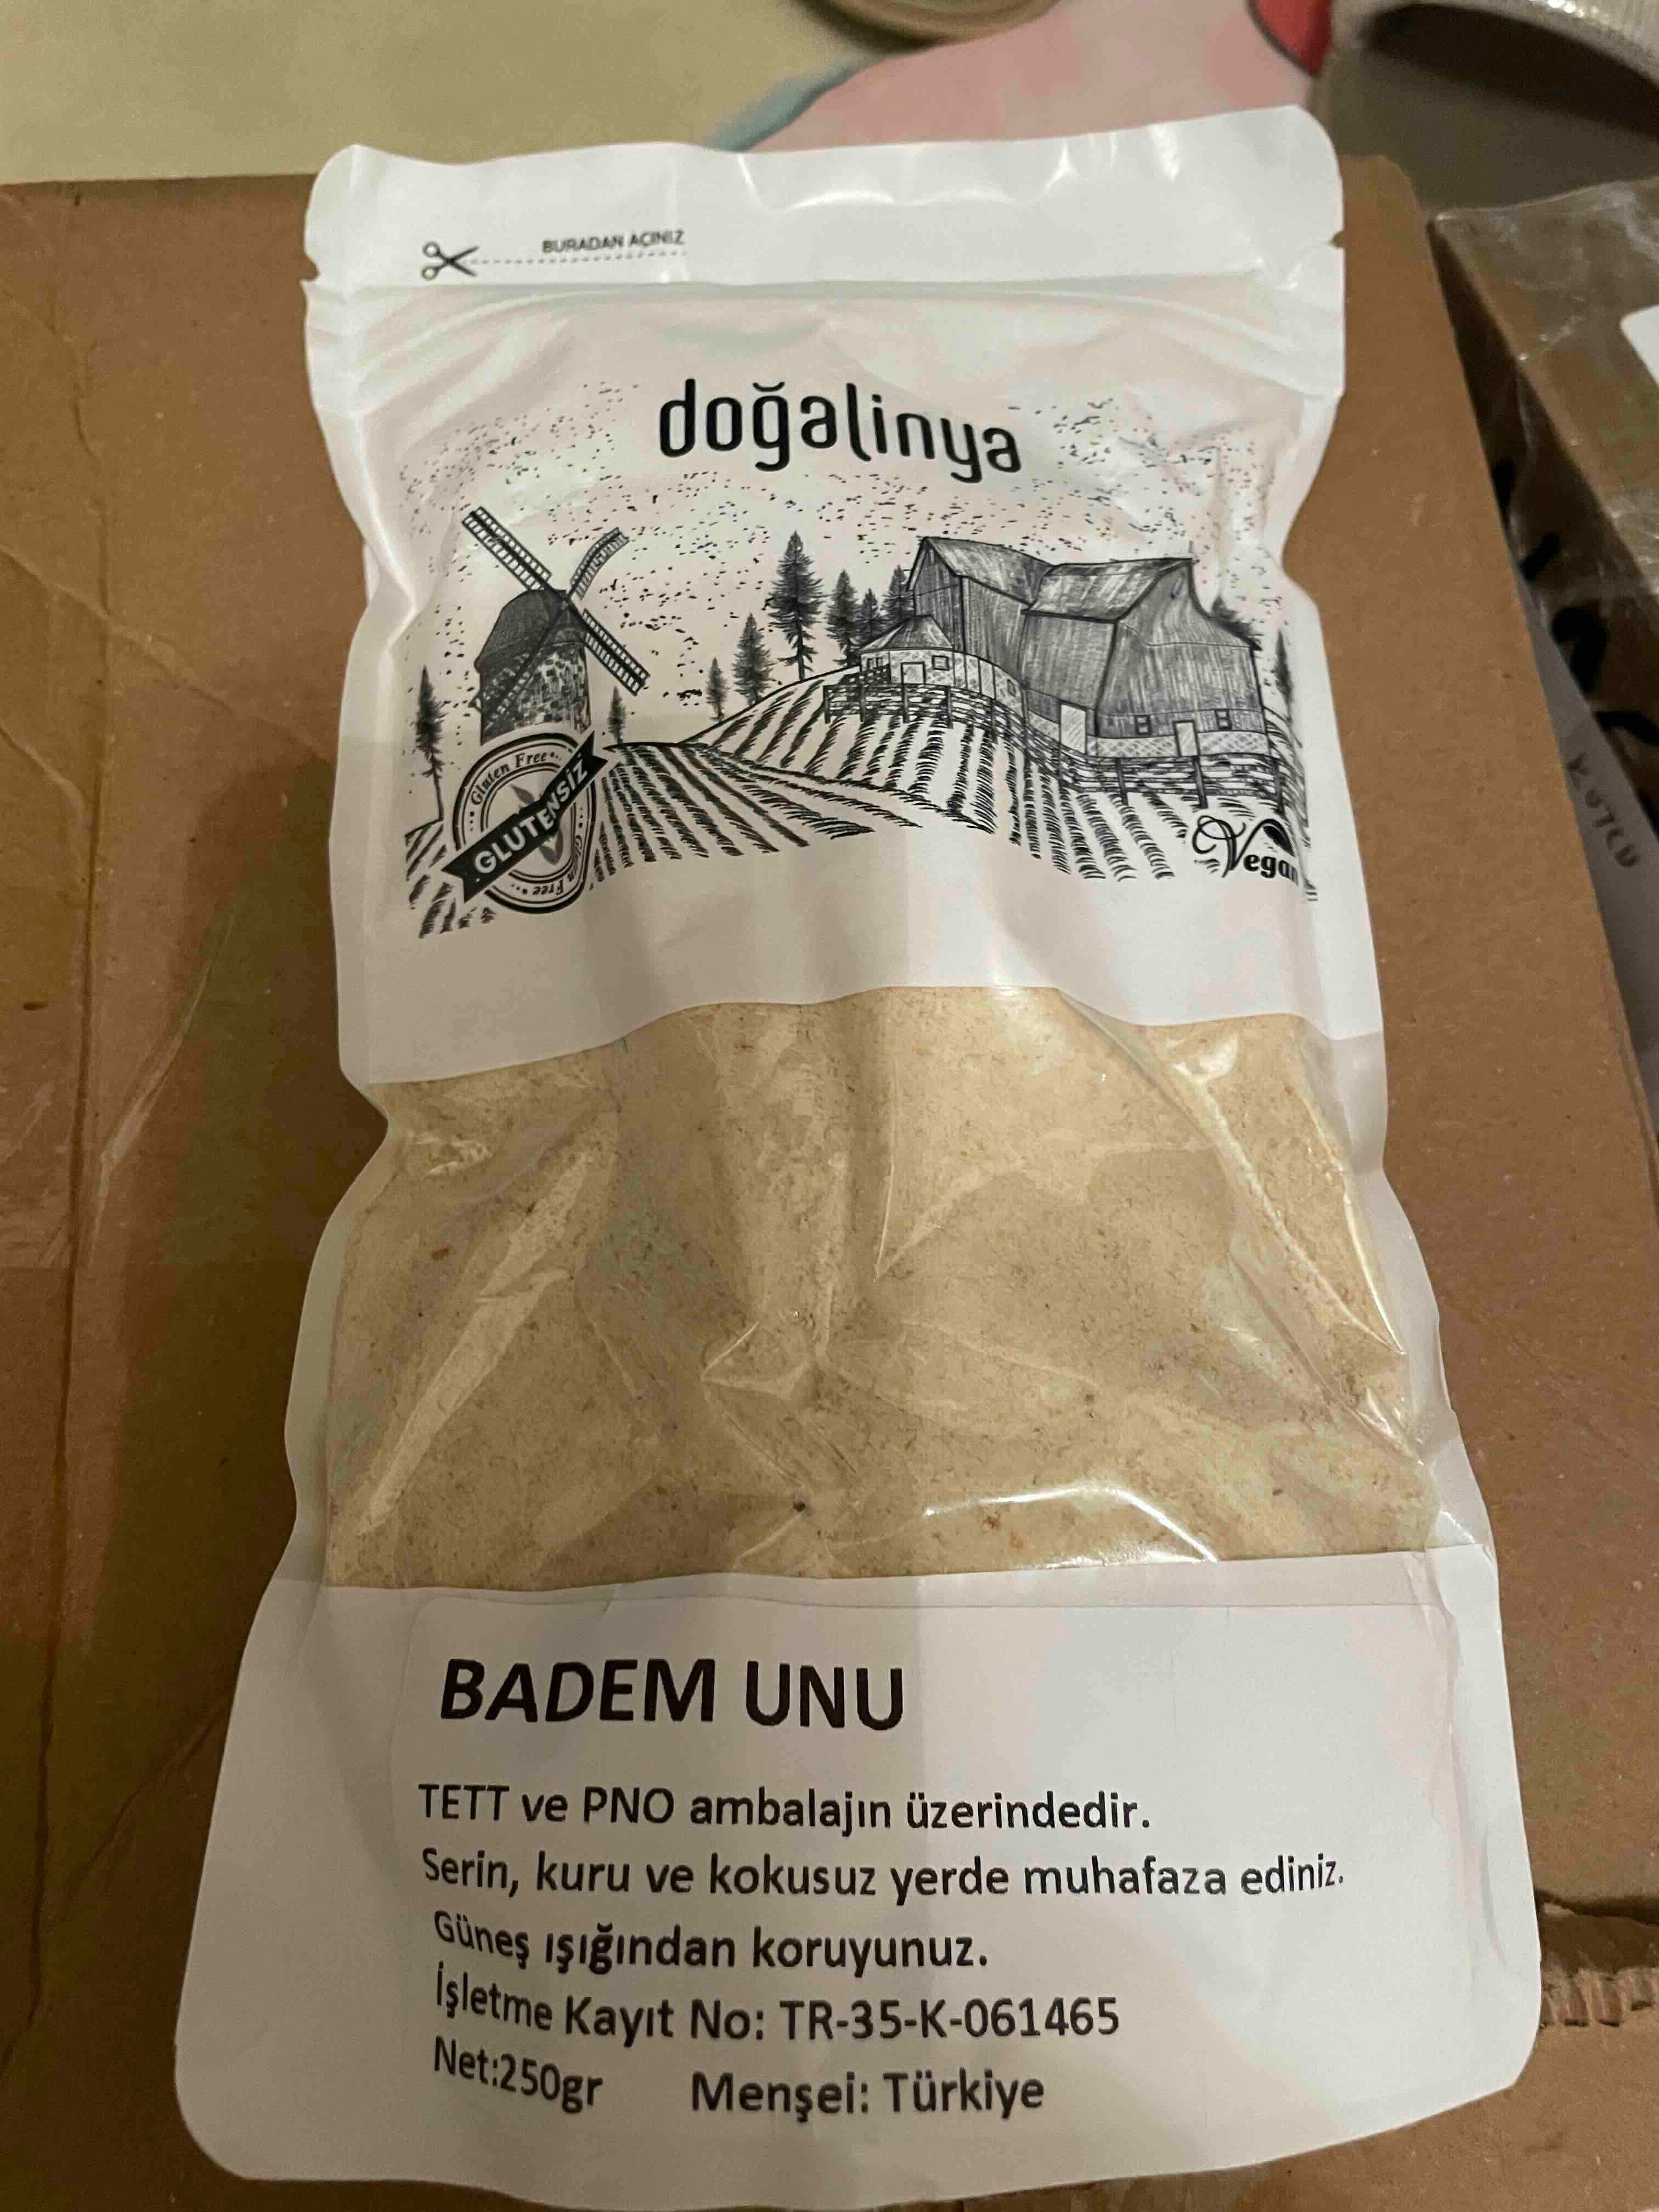 BURADAN AÇINIZ
doğalinya
Gluten Free
GLUTENSİZ
Free
Vegan
BADEM UNU
TETT ve PNO ambalajın üzerindedir.
Serin, kuru ve kokusuz yerde muhafaza ediniz.
Güneş ışığından koruyunuz.
İşletme Kayıt No: TR-35-K-061465
Net:250gr Menşei: Türkiye